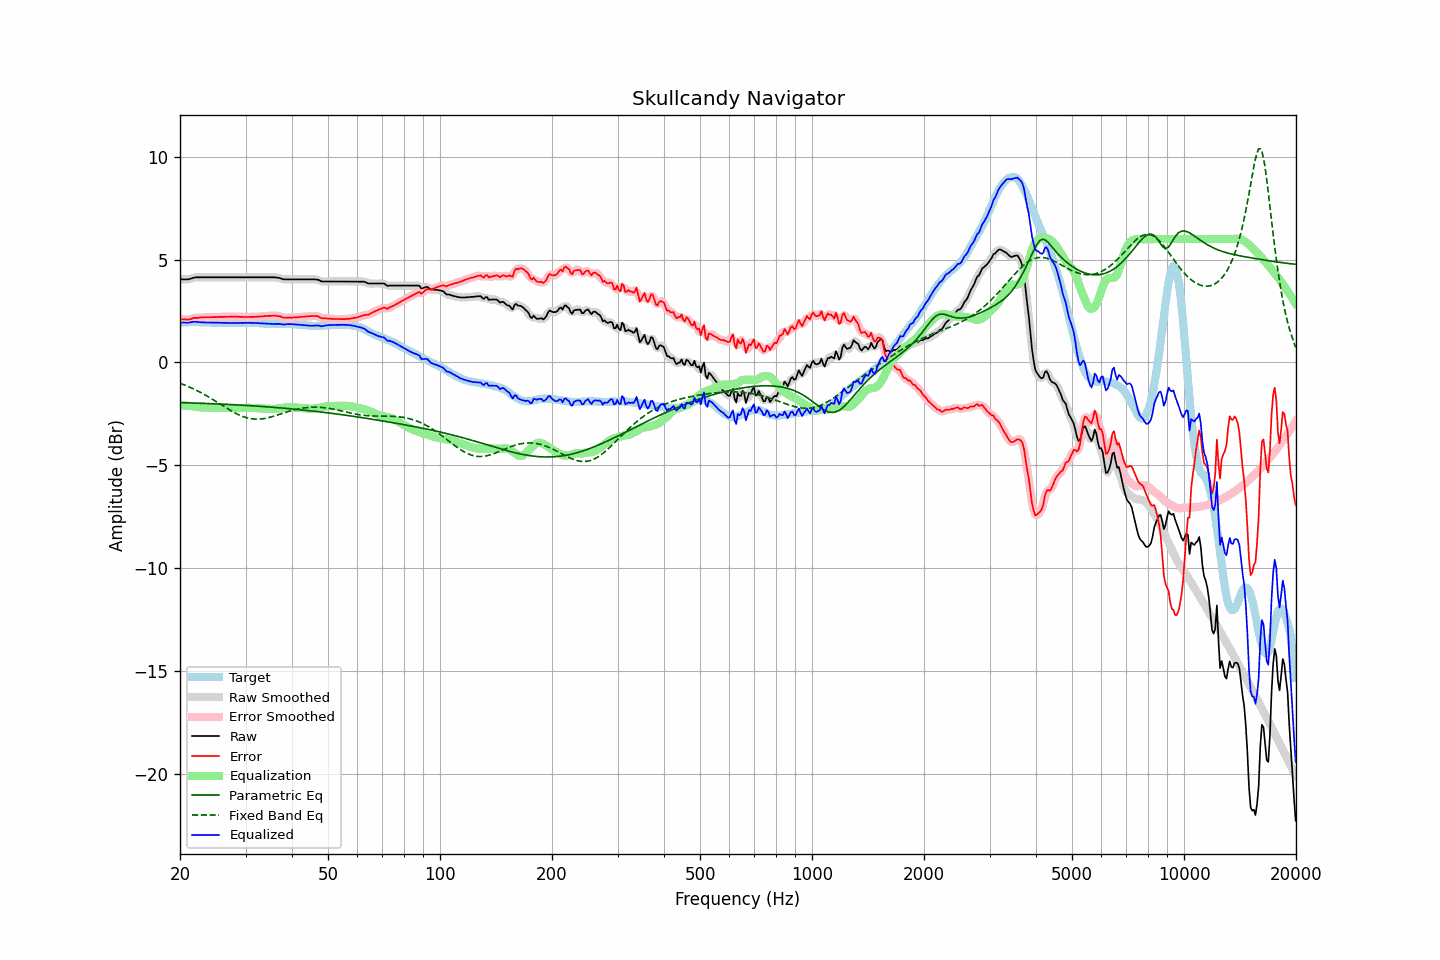 Skullcandy Navigator
10
5
0
−5
−10
−15
−20
Amplitude (dBr)
Target
Raw Smoothed
Error Smoothed
Raw
Error
Equalization
Parametric Eq
Fixed Band Eq
Equalized
20 50 100 200 500 1000 2000 5000 10000 20000
Frequency (Hz)